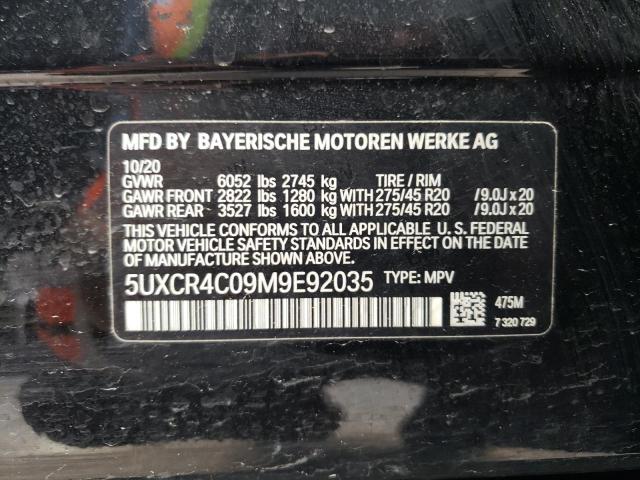 MFD BY BAYERISCHE MOTOREN WERKE AG
10/20
GVWR 6052 lbs 2745 kg TIRE / RIM
GAWR FRONT 2822 lbs 1280 kg WITH 275/45 R20 /9.0J x 20
GAWR REAR 3527 lbs 1600 kg WITH 275/45 R20 /9.0J x 20
THIS VEHICLE CONFORMS TO ALL APPLICABLE U. S. FEDERAL
MOTOR VEHICLE SAFETY STANDARDS IN EFFECT ON THE DATE OF
MANUFACTURE SHOWN ABOVE.
5UXCR4C09M9E92035 TYPE: MPV
475M
7 320 729